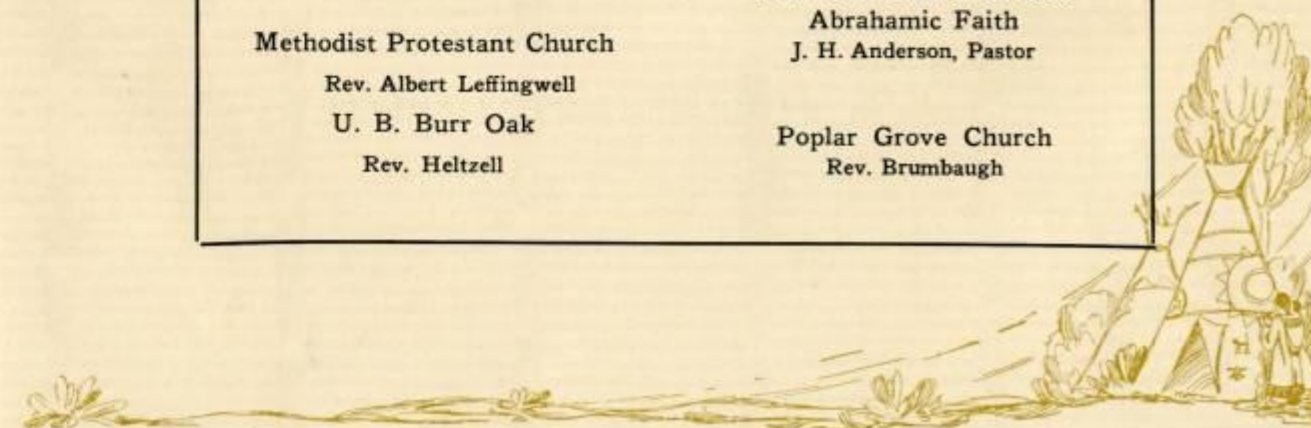 Methodist Protestant Church
Rev. Albert Leffingwell
U. B. Burr Oak
Rev. Heltzell
Abrahamic Faith
J. H. Anderson, Pastor
Poplar Grove Church
Rev. Brumbaugh